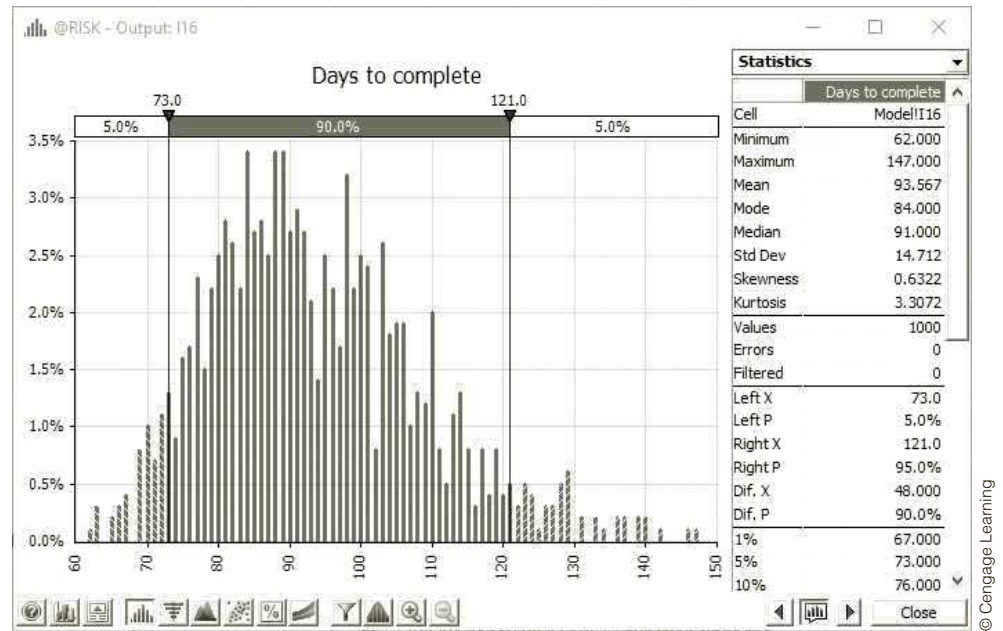 @RISK - Output: I16
Days to complete
73.0 121.0
5.0% 90.0% 5.0%
3.5%
3.0%
2.5%
2.0%
1.5%
1.0%
0.5%
0.0%
60 70 80 90 100 110 120 130 140 150
Statistics
Days to complete
Cell Model!I16
Minimum 62.000
Maximum 147.000
Mean 93.567
Mode 84.000
Median 91.000
Std Dev 14.712
Skewness 0.6322
Kurtosis 3.3072
Values 1000
Errors 0
Filtered 0
Left X 73.0
Left P 5.0%
Right X 121.0
Right P 95.0%
Dif. X 48.000
Dif. P 90.0%
1% 67.000
5% 73.000
10% 76.000
Close
© Cengage Learning